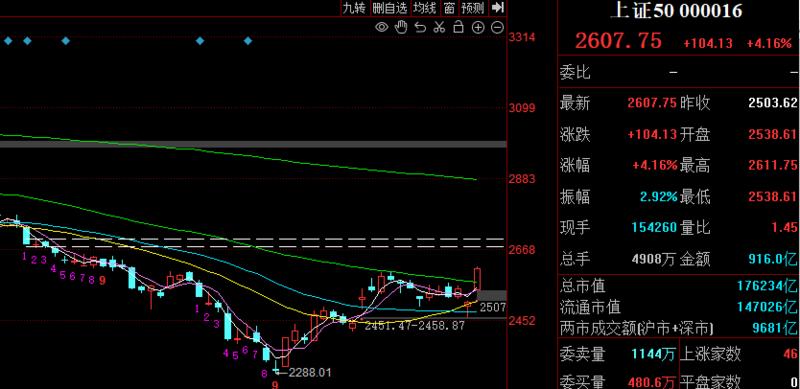 九转 删自选 均线 窗 预测
3314
3099
2883
2668
2507
2452
1 2 3 4 5 6 7 8 9
1 2 3 4 5 6 7 8 9
2451.47-2458.87
2288.01
上证50 000016
2607.75 +104.13 +4.16%
委比 – –
最新 2607.75 昨收 2503.62
涨跌 +104.13 开盘 2538.61
涨幅 +4.16% 最高 2611.75
振幅 2.92% 最低 2538.61
现手 154260 量比 1.45
总手 4908万 金额 916.0亿
总市值 176234亿
流通市值 147026亿
两市成交额(沪市+深市) 9681亿
委卖量 1144万 上涨家数 46
委买量 480.6万 平盘家数 0